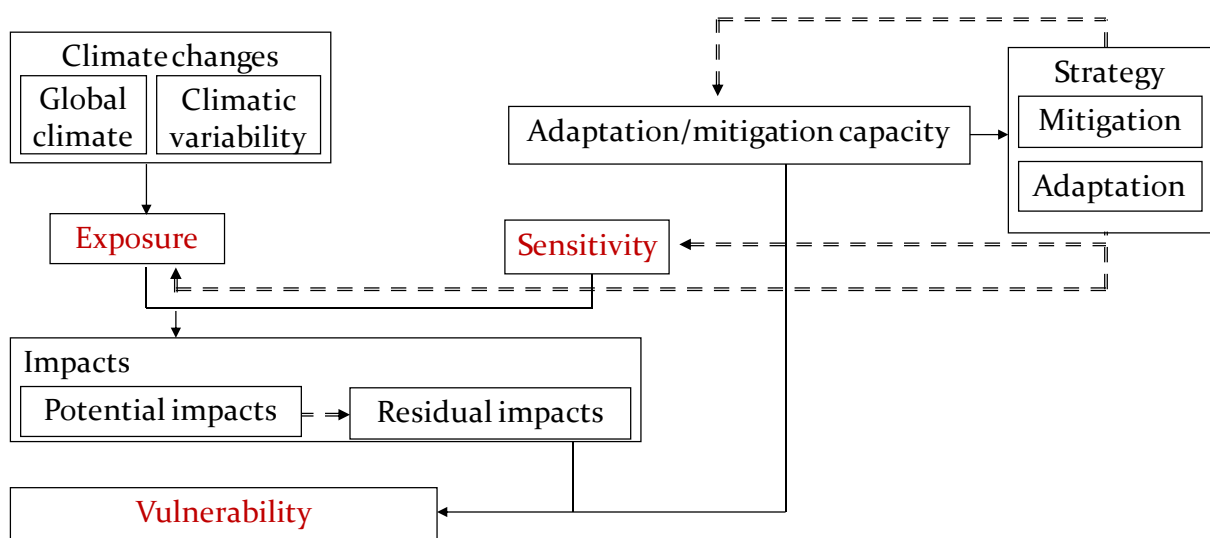 Climate changes
Global
climate
Climatic
variability
Adaptation/mitigation capacity
Strategy
Mitigation
Adaptation
Exposure
Sensitivity
Impacts
Potential impacts
Residual impacts
Vulnerability